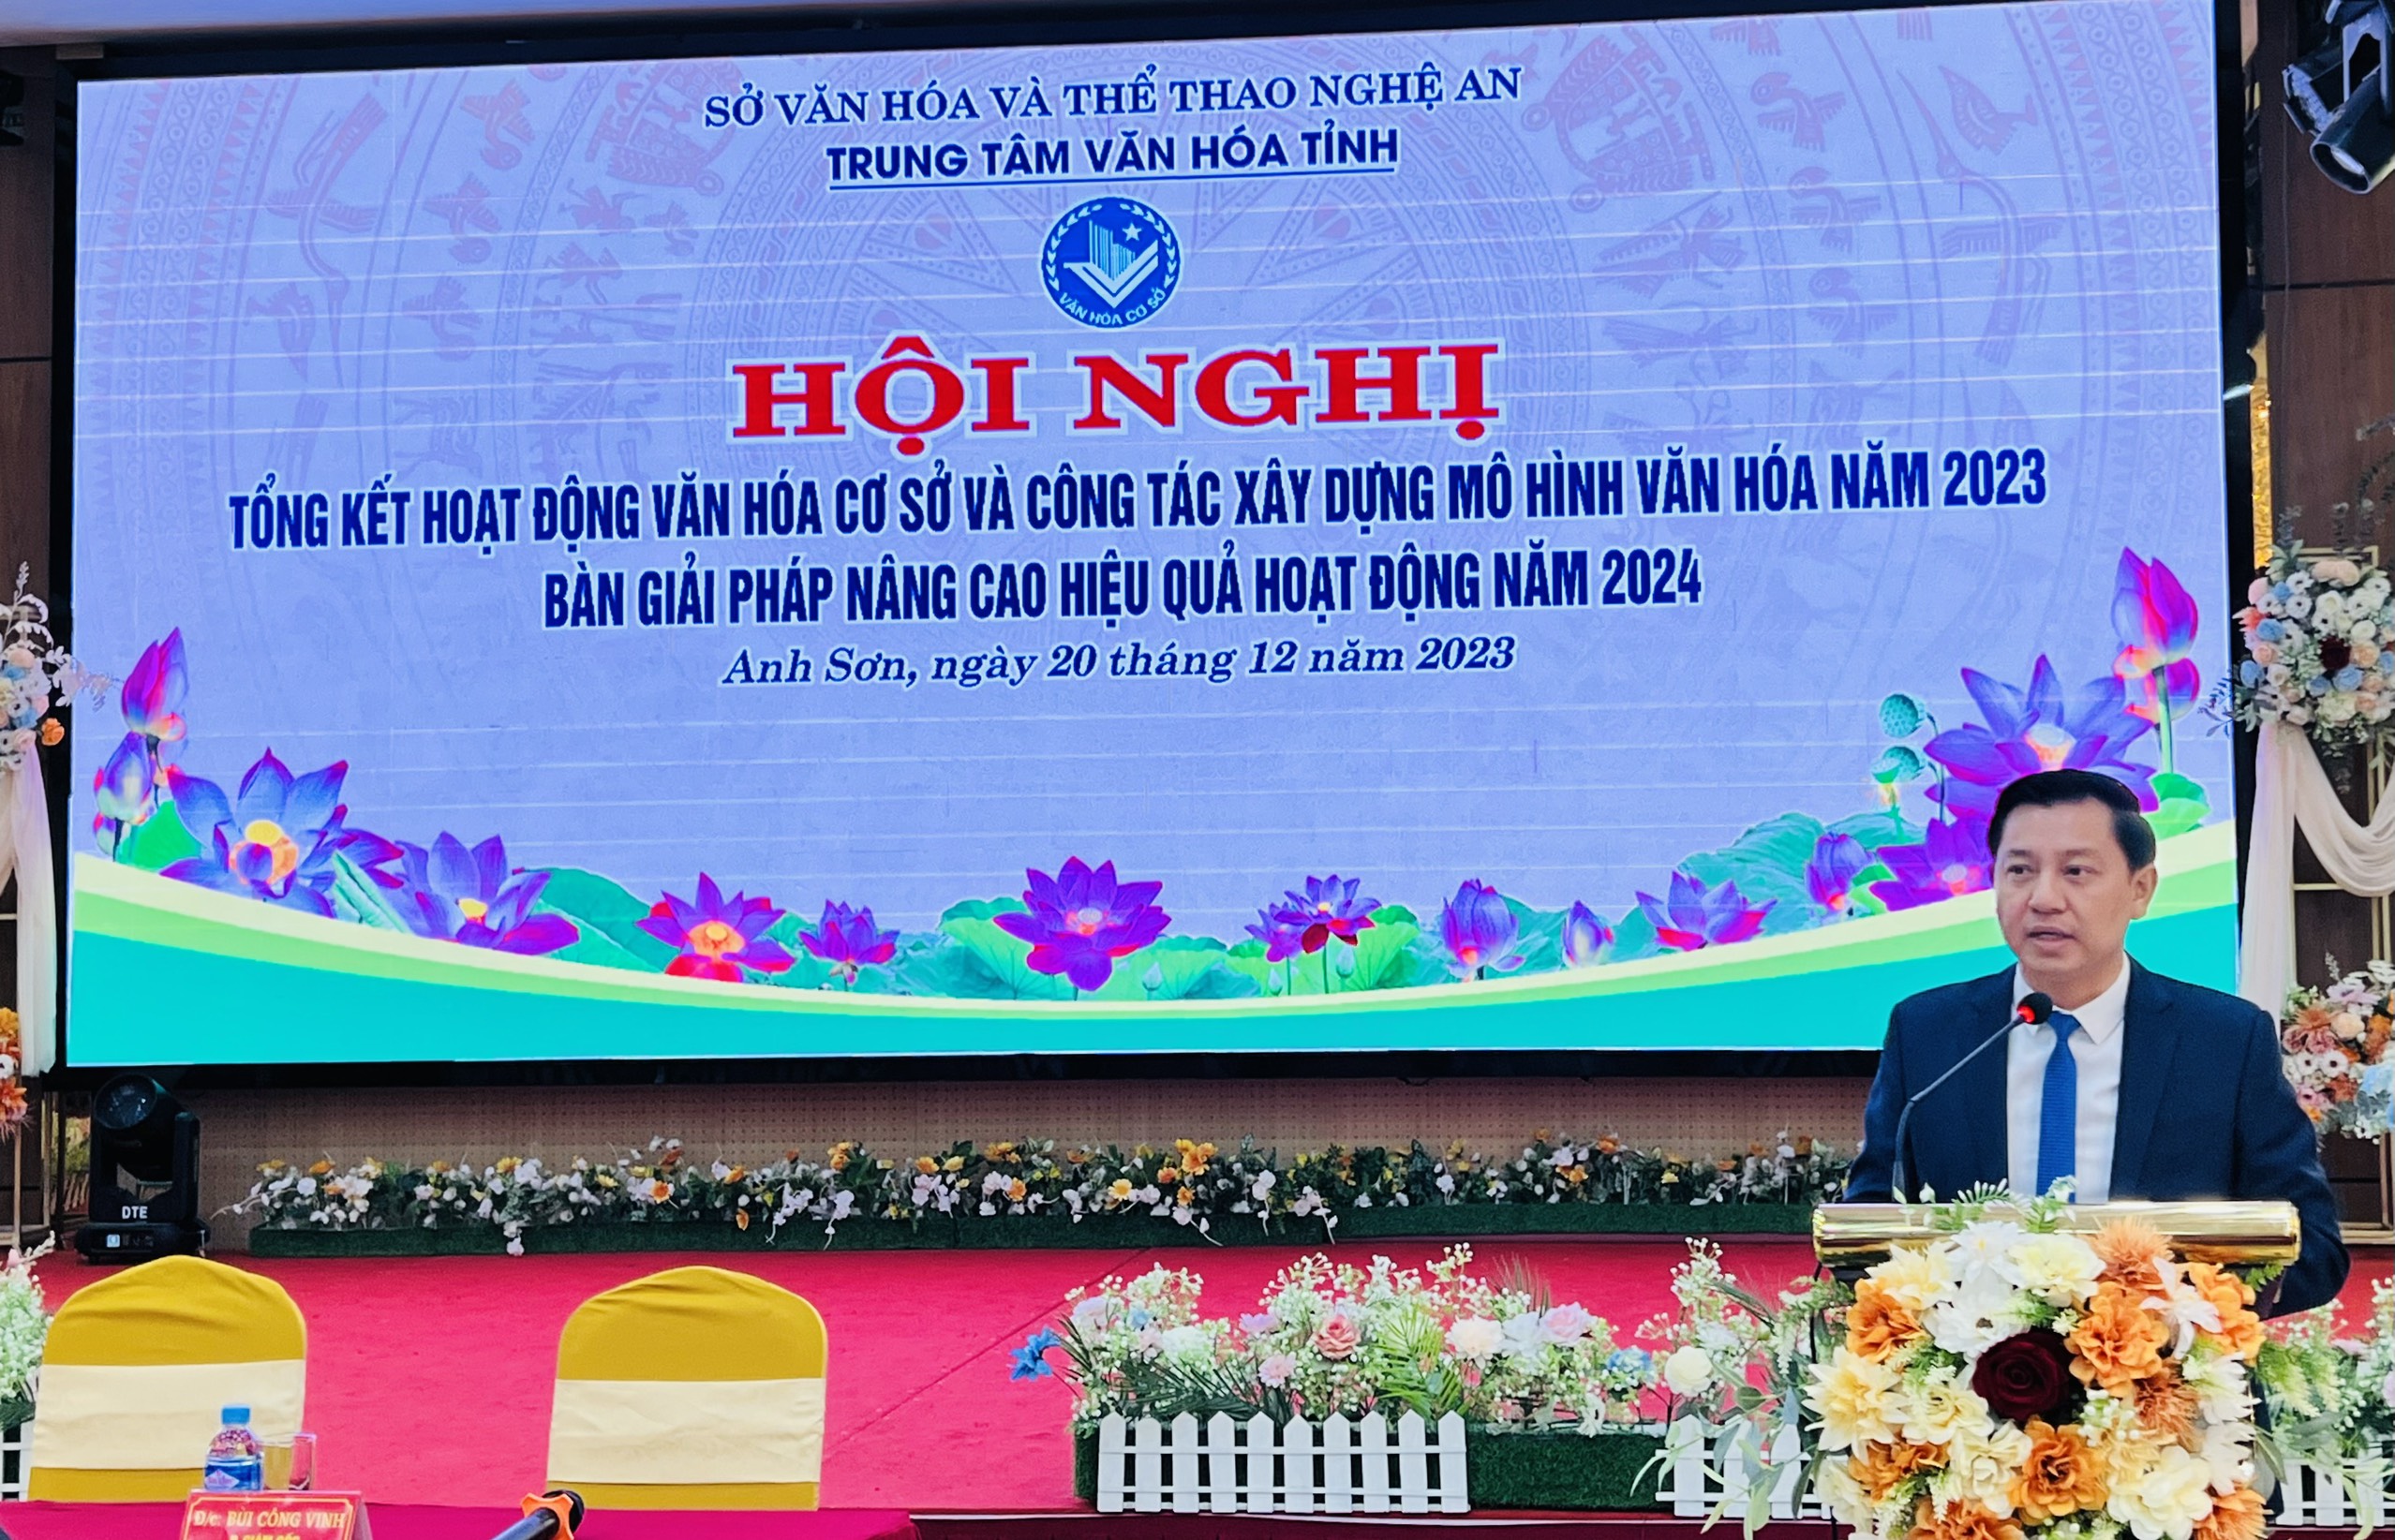 SỞ VĂN HÓA VÀ THỂ THAO NGHỆ AN
TRUNG TÂM VĂN HÓA TỈNH
VĂN HÓA CƠ SỞ
HỘI NGHỊ
TỔNG KẾT HOẠT ĐỘNG VĂN HÓA CƠ SỞ VÀ CÔNG TÁC XÂY DỰNG MÔ HÌNH VĂN HÓA NĂM 2023
BÀN GIẢI PHÁP NÂNG CAO HIỆU QUẢ HOẠT ĐỘNG NĂM 2024
Anh Sơn, ngày 20 tháng 12 năm 2023
DTE
Đ/c: BÙI CÔNG VINH
P. GIÁM ĐỐC